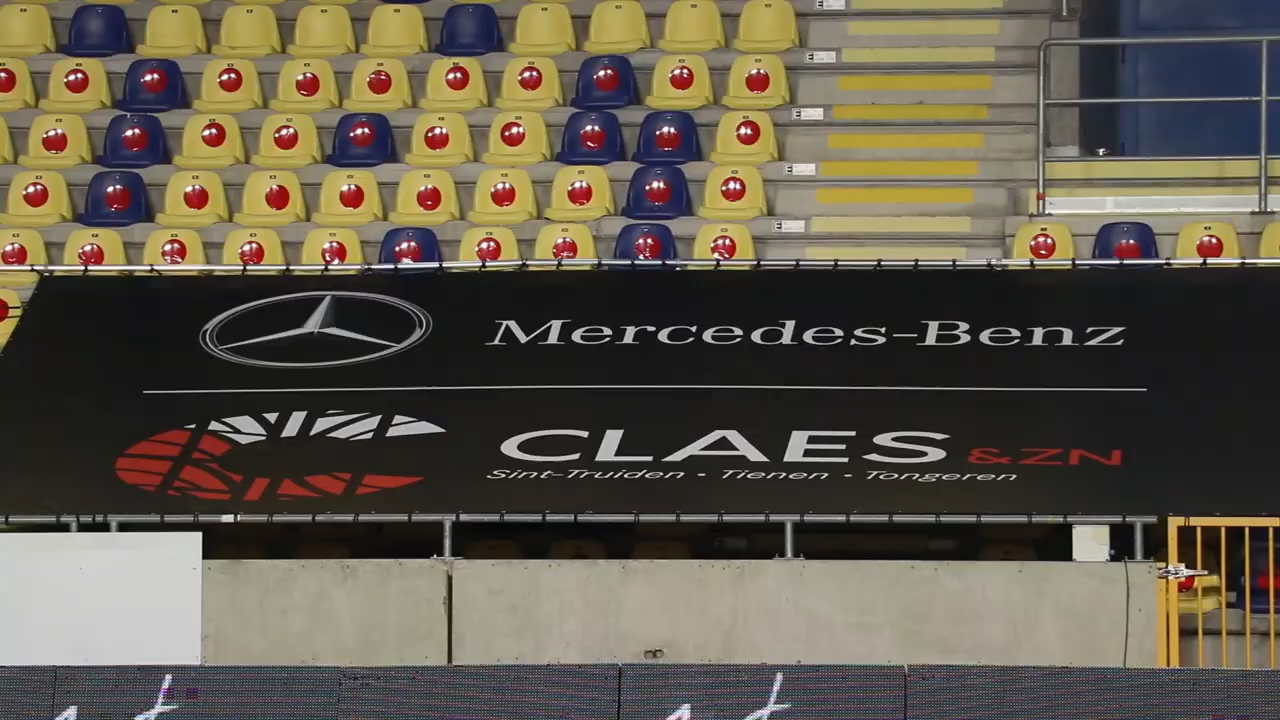 Mercedes-Benz
CLAES &ZN
Sint-Truiden • Tienen • Tongeren